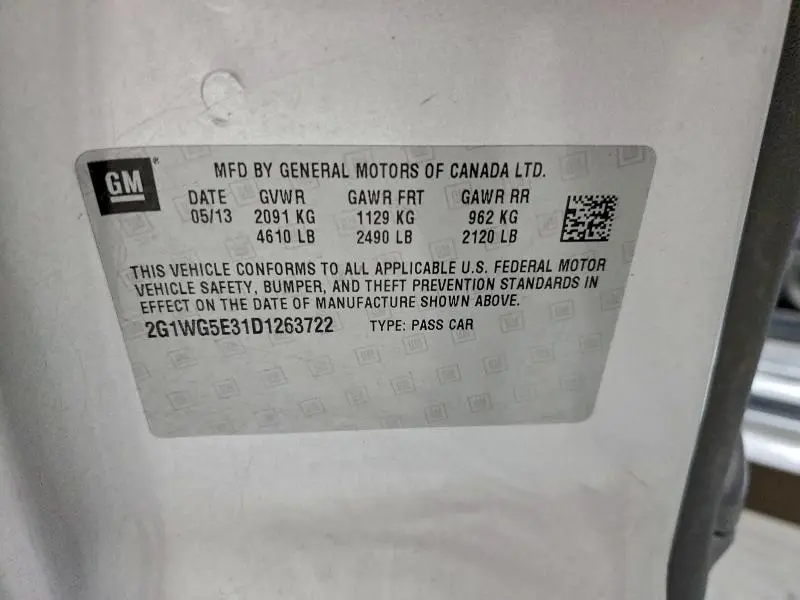 GM
MFD BY GENERAL MOTORS OF CANADA LTD.
DATE GVWR GAWR FRT GAWR RR
05/13 2091 KG 1129 KG 962 KG
4610 LB 2490 LB 2120 LB
THIS VEHICLE CONFORMS TO ALL APPLICABLE U.S. FEDERAL MOTOR
VEHICLE SAFETY, BUMPER, AND THEFT PREVENTION STANDARDS IN
EFFECT ON THE DATE OF MANUFACTURE SHOWN ABOVE.
2G1WG5E31D1263722 TYPE: PASS CAR